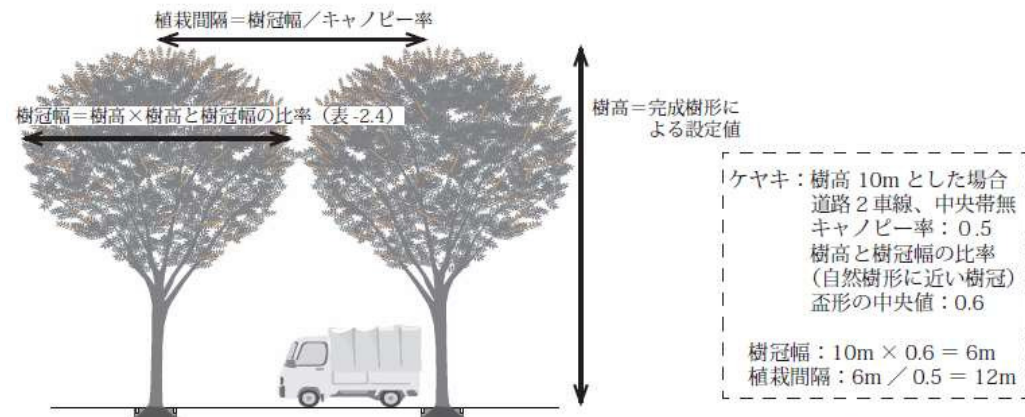 植栽間隔＝樹冠幅／キャノピー率
樹冠幅＝樹高×樹高と樹冠幅の比率（表-2.4）
樹高＝完成樹形に
よる設定値
ケヤキ：樹高 10m とした場合
道路 2 車線、中央帯無
キャノピー率：0.5
樹高と樹冠幅の比率
（自然樹形に近い樹冠）
盃形の中央値：0.6
樹冠幅：10m × 0.6 = 6m
植栽間隔：6m ／ 0.5 = 12m